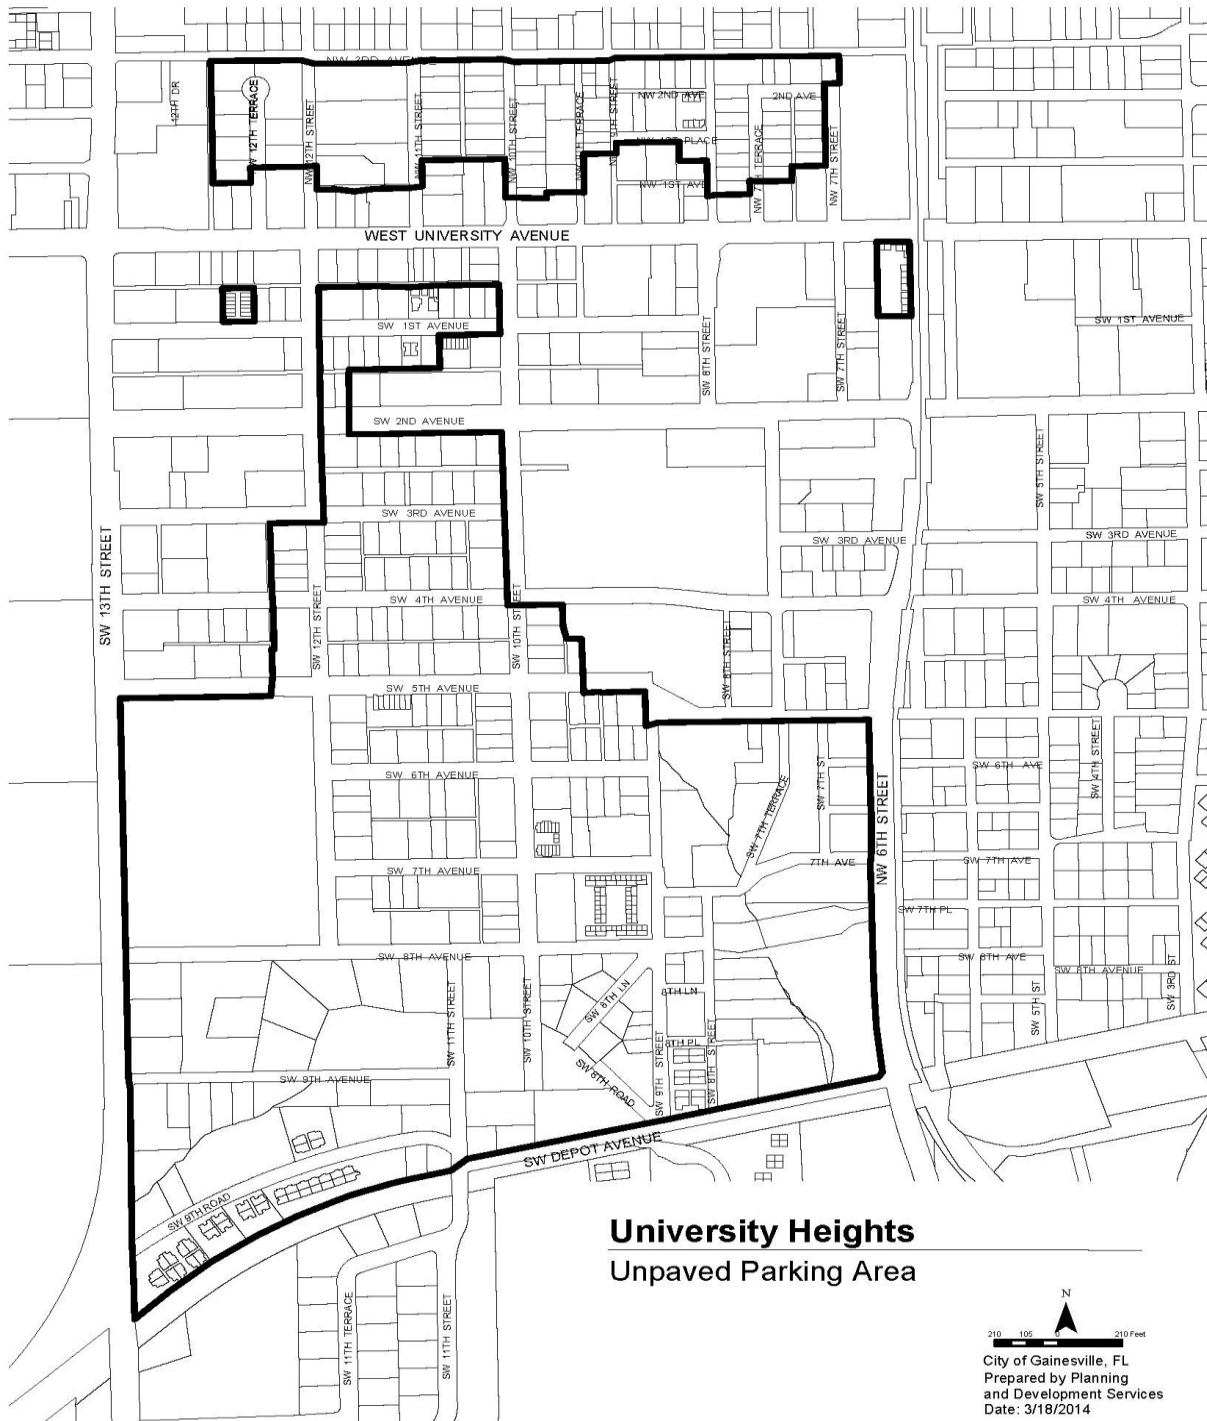 NW 3RD AVENUE
12TH DR
12TH TERRACE
NW 12TH STREET
NW 11TH STREET
NW 10TH STREET
TERRACE
9TH STREET
NW 2ND AVE
2ND AVE
PLACE
NW 1ST AVE
NW 7TH TERRACE
NW 7TH STREET
WEST UNIVERSITY AVENUE
SW 1ST AVENUE
SW 8TH STREET
SW 7TH STREET
SW 1ST AVENUE
SW 2ND AVENUE
SW 5TH STREET
SW 3RD AVENUE
SW 3RD AVENUE
SW 3RD AVENUE
SW 13TH STREET
SW 4TH AVENUE
SW 4TH AVENUE
SW 12TH STREET
SW 10TH STREET
SW 8TH STREET
SW 5TH AVENUE
SW 6TH AVENUE
SW 7TH TERRACE
SW 7TH ST
NW 6TH STREET
SW 6TH AVE
SW 4TH STREET
SW 7TH AVENUE
7TH AVE
SW 7TH AVE
SW 7TH PL
SW 8TH AVENUE
SW 8TH AVE
SW 8TH AVENUE
SW 3RD ST
SW 5TH ST
SW 8TH LN
8TH LN
SW 11TH STREET
SW 10TH STREET
SW 9TH STREET
SW 8TH STREET
8TH PL
SW 9TH AVENUE
SW 8TH ROAD
SW DEPOT AVENUE
SW 9TH ROAD
SW 11TH TERRACE
SW 11TH STREET
University Heights
Unpaved Parking Area
N
210 105 0 210 Feet
City of Gainesville, FL
Prepared by Planning
and Development Services
Date: 3/18/2014